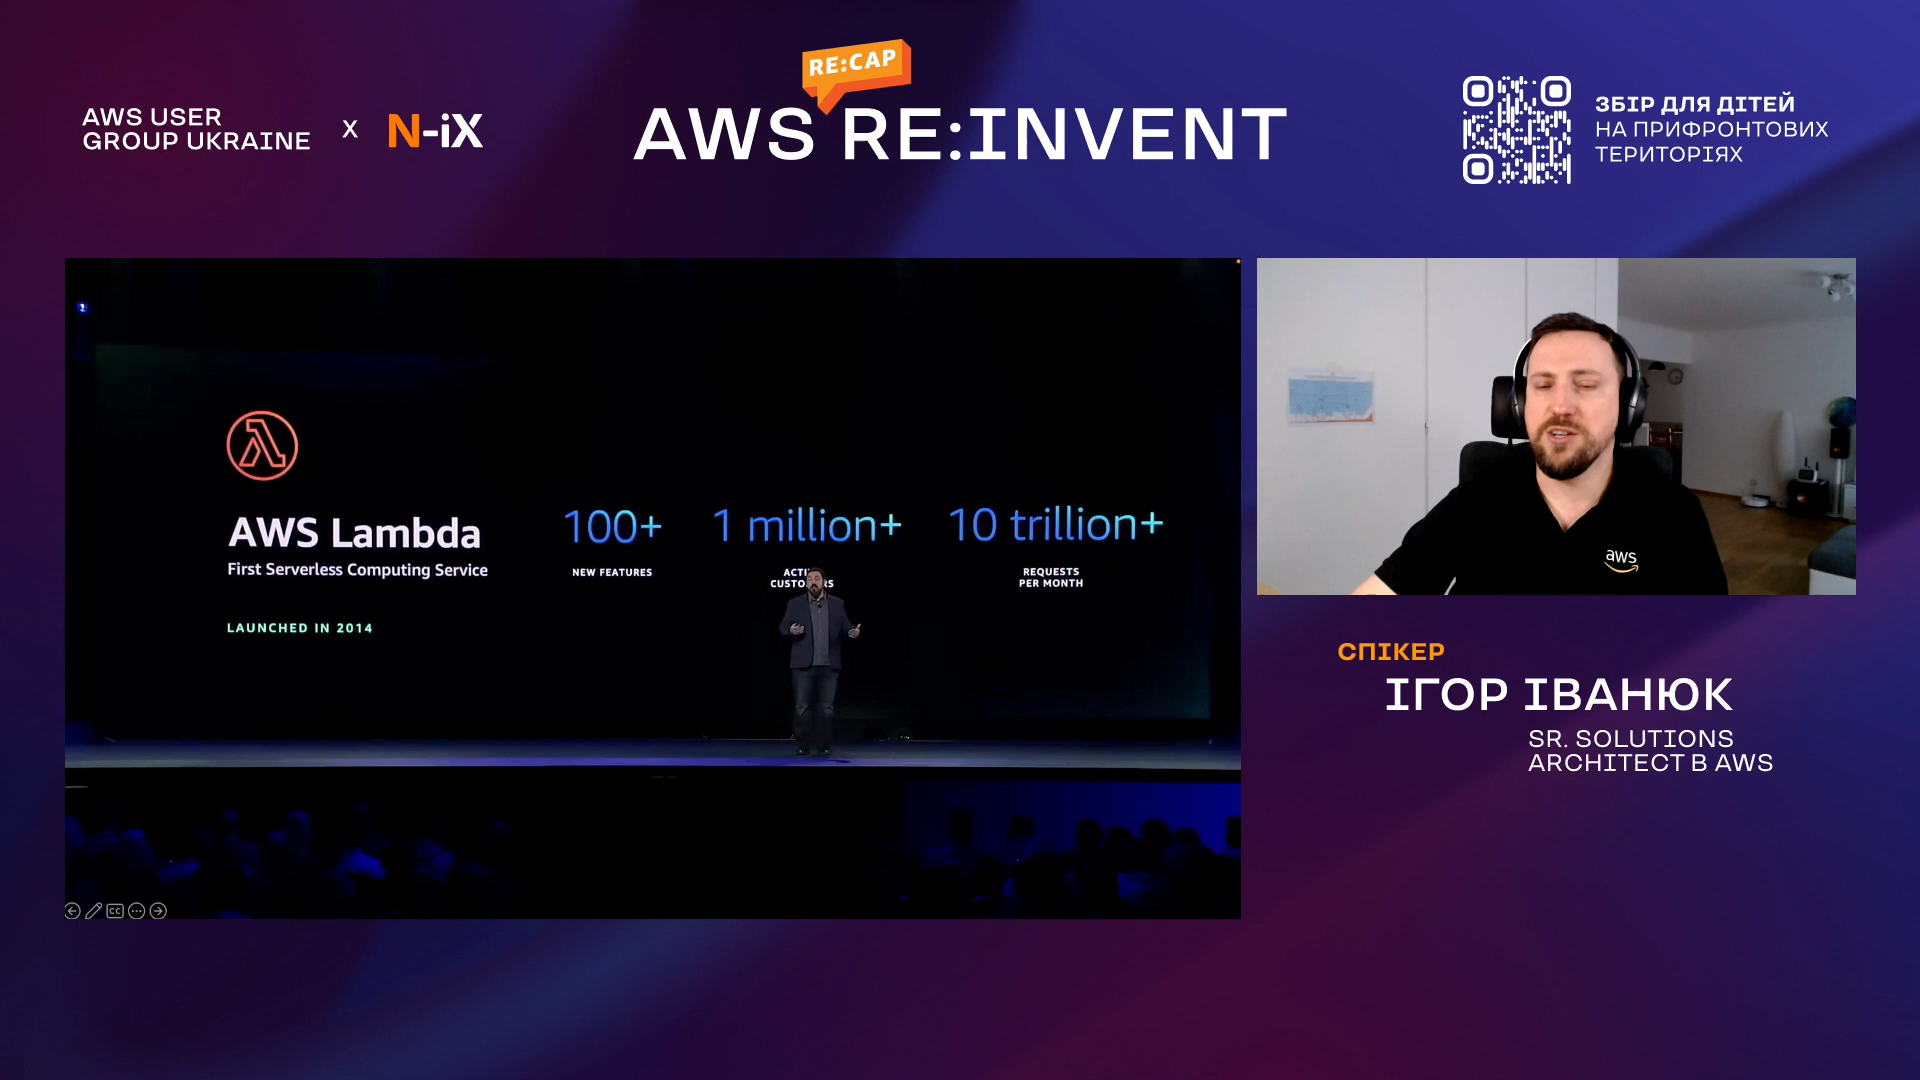 AWS USER
GROUP UKRAINE
X
N-iX
RE:CAP
AWS RE:INVENT
ЗБІР ДЛЯ ДІТЕЙ
НА ПРИФРОНТОВИХ
ТЕРИТОРІЯХ
AWS Lambda
First Serverless Computing Service
LAUNCHED IN 2014
100+
NEW FEATURES
1 million+
10 trillion+
REQUESTS
PER MONTH
CC
aws
СПІКЕР
ІГОР ІВАНЮК
SR. SOLUTIONS
ARCHITECT В AWS